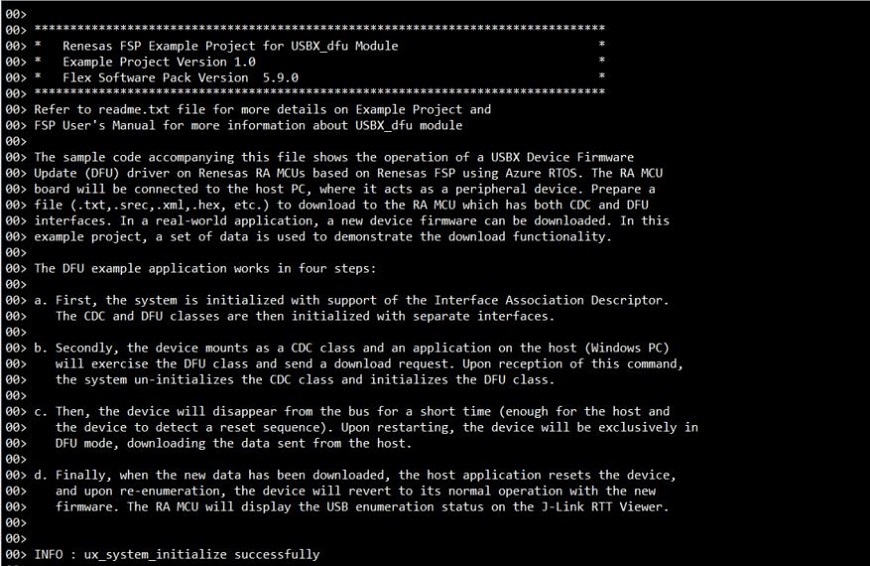 00>
00> ********************************************************************************
00> *   Renesas FSP Example Project for USBX_dfu Module                            *
00> *   Example Project Version 1.0                                                *
00> *   Flex Software Pack Version  5.9.0                                          *
00> ********************************************************************************
00> Refer to readme.txt file for more details on Example Project and
00> FSP User's Manual for more information about USBX_dfu module
00>
00> The sample code accompanying this file shows the operation of a USBX Device Firmware
00> Update (DFU) driver on Renesas RA MCUs based on Renesas FSP using Azure RTOS. The RA MCU
00> board will be connected to the host PC, where it acts as a peripheral device. Prepare a
00> file (.txt,.srec,.xml,.hex, etc.) to download to the RA MCU which has both CDC and DFU
00> interfaces. In a real-world application, a new device firmware can be downloaded. In this
00> example project, a set of data is used to demonstrate the download functionality.
00>
00> The DFU example application works in four steps:
00>
00> a. First, the system is initialized with support of the Interface Association Descriptor.
00>    The CDC and DFU classes are then initialized with separate interfaces.
00>
00> b. Secondly, the device mounts as a CDC class and an application on the host (Windows PC)
00>    will exercise the DFU class and send a download request. Upon reception of this command,
00>    the system un-initializes the CDC class and initializes the DFU class.
00>
00> c. Then, the device will disappear from the bus for a short time (enough for the host and
00>    the device to detect a reset sequence). Upon restarting, the device will be exclusively in
00>    DFU mode, downloading the data sent from the host.
00>
00> d. Finally, when the new data has been downloaded, the host application resets the device,
00>    and upon re-enumeration, the device will revert to its normal operation with the new
00>    firmware. The RA MCU will display the USB enumeration status on the J-Link RTT Viewer.
00>
00>
00> INFO : ux_system_initialize successfully